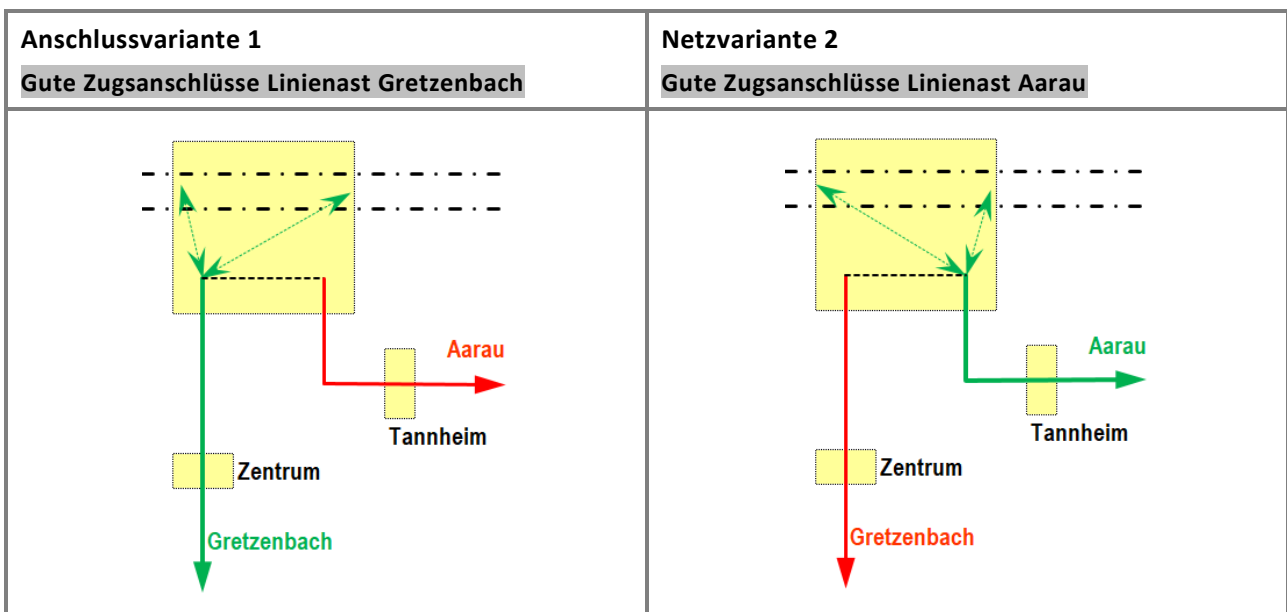 Anschlussvariante 1
Gute Zugsanschlüsse Linienast Gretzenbach
Aarau
Tannheim
Zentrum
Gretzenbach
Netzvariante 2
Gute Zugsanschlüsse Linienast Aarau
Aarau
Tannheim
Zentrum
Gretzenbach